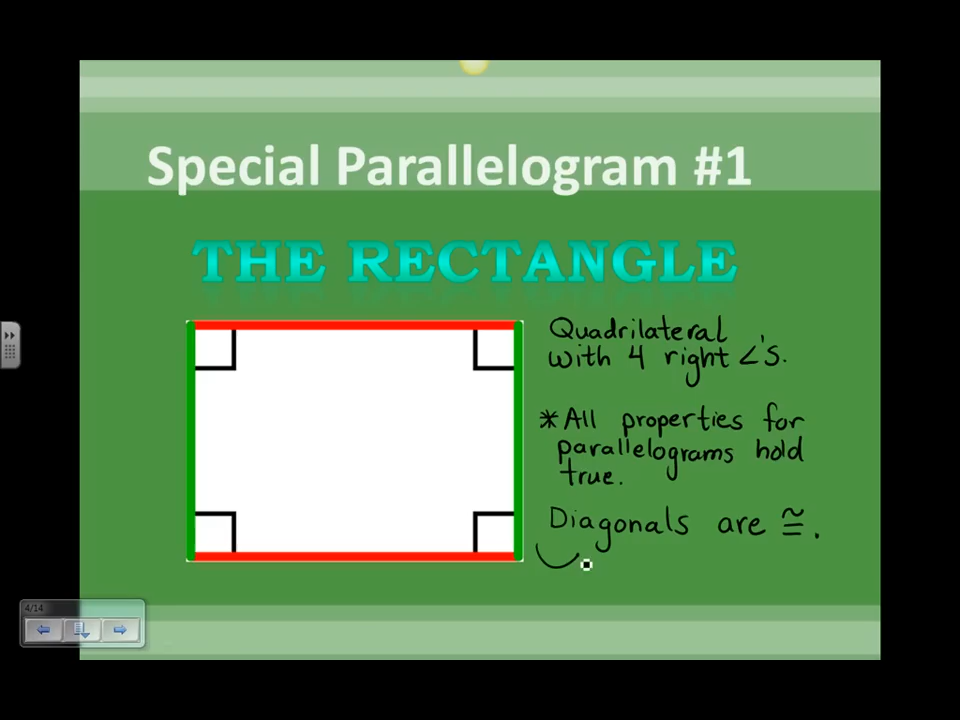 Special Parallelogram #1
THE RECTANGLE
Quadrilateral
with 4 right ∠'s.
*All properties for
parallelograms hold
true.
Diagonals are ≅.
4/14